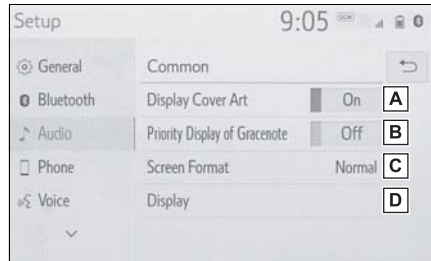 Setup 9:05
General
Common
Bluetooth
Display Cover Art On A
Audio
Priority Display of Gracenote Off B
Phone
Screen Format Normal C
Voice
Display D